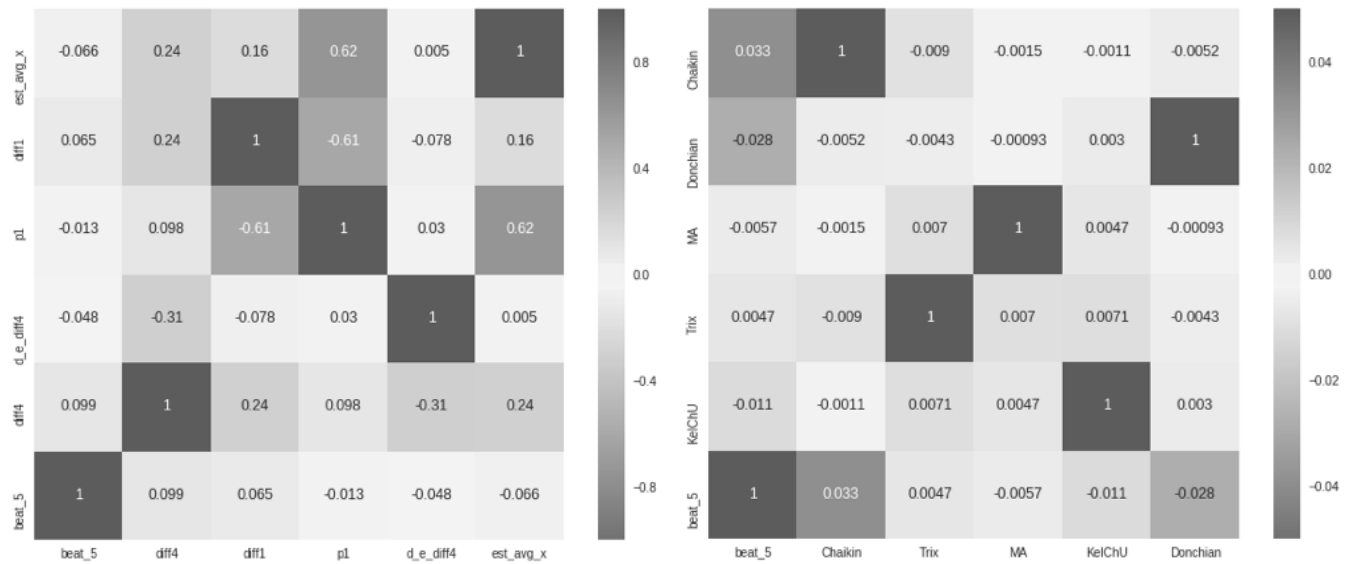 est_avg_x -0.066 0.24 0.16 0.62 0.005 1 0.8
diff1 0.065 0.24 1 -0.61 -0.078 0.16 0.4
p1 -0.013 0.098 -0.61 1 0.03 0.62 0.0
d_e_diff4 -0.048 -0.31 -0.078 0.03 1 0.005
diff4 0.099 1 0.24 0.098 -0.31 0.24 −0.4
beat_5 1 0.099 0.065 -0.013 -0.048 -0.066 −0.8
beat_5 diff4 diff1 p1 d_e_diff4 est_avg_x
Chaikin 0.033 1 -0.009 -0.0015 -0.0011 -0.0052 0.04
Donchian -0.028 -0.0052 -0.0043 -0.00093 0.003 1 0.02
MA -0.0057 -0.0015 0.007 1 0.0047 -0.00093 0.00
Trix 0.0047 -0.009 1 0.007 0.0071 -0.0043
KelChU -0.011 -0.0011 0.0071 0.0047 1 0.003 −0.02
beat_5 1 0.033 0.0047 -0.0057 -0.011 -0.028 −0.04
beat_5 Chaikin Trix MA KelChU Donchian